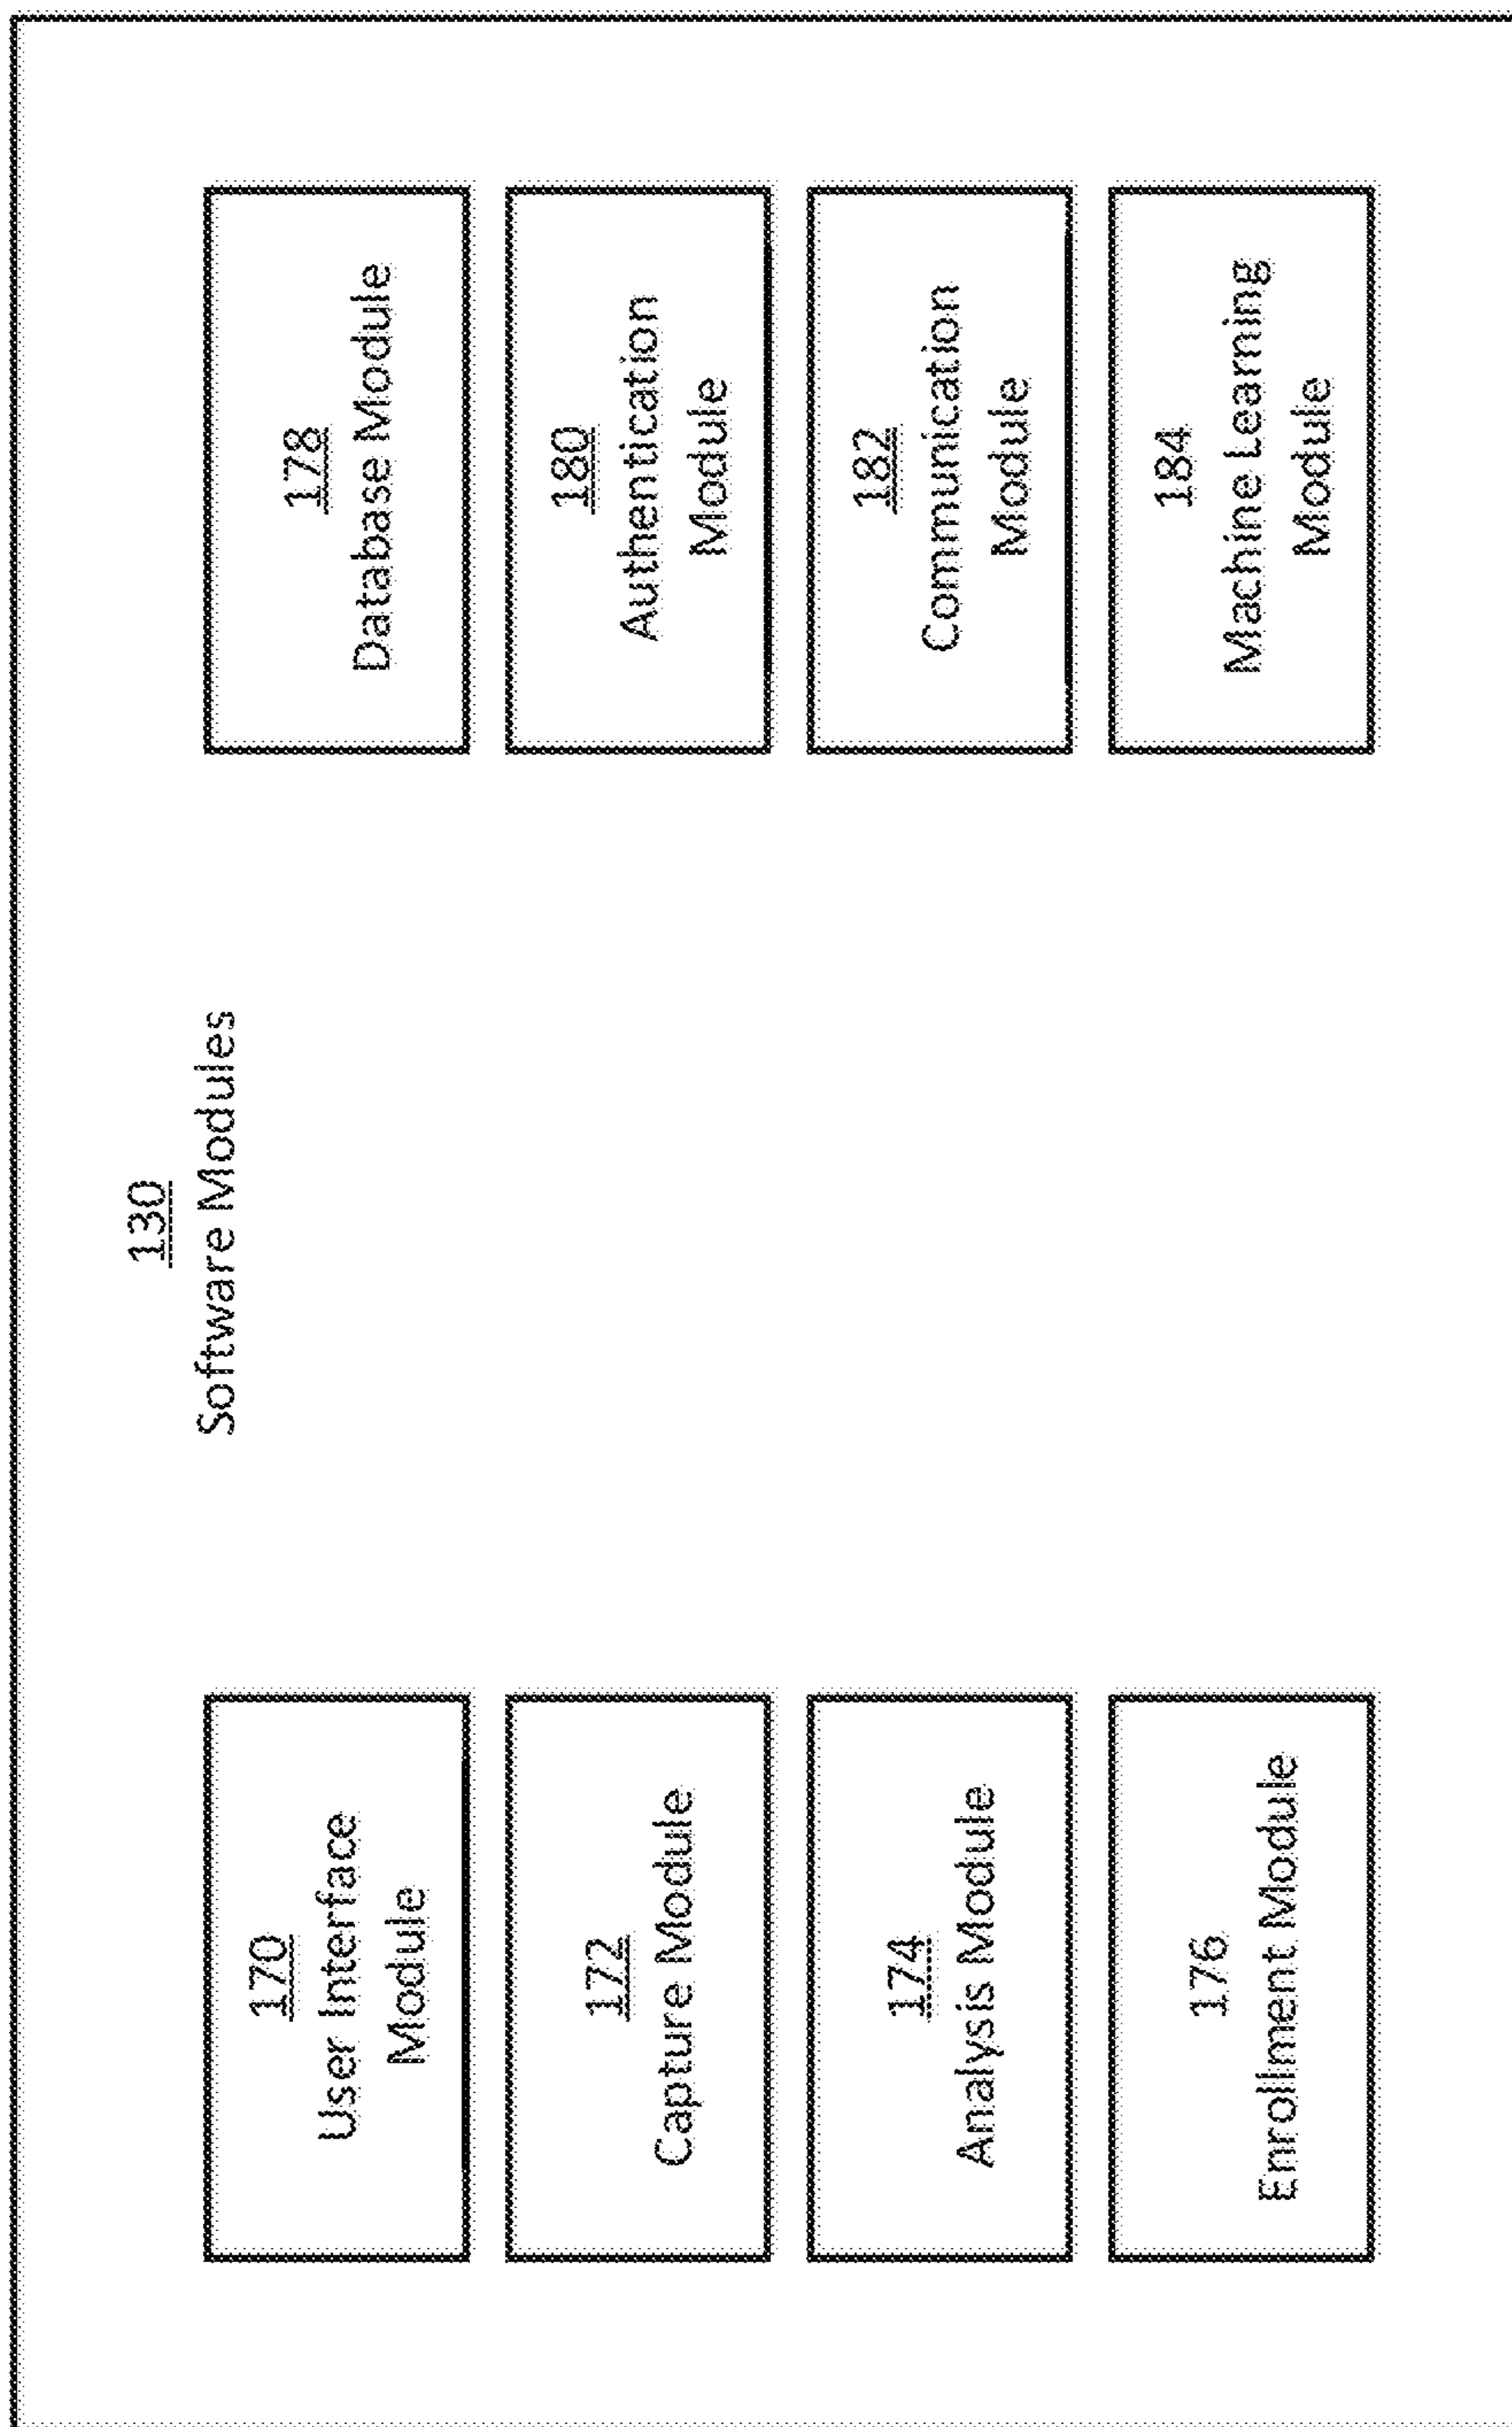 130
Software Modules
170
User Interface
Module
172
Capture Module
174
Analysis Module
176
Enrollment Module
178
Database Module
180
Authentication
Module
182
Communication
Module
184
Machine Learning
Module